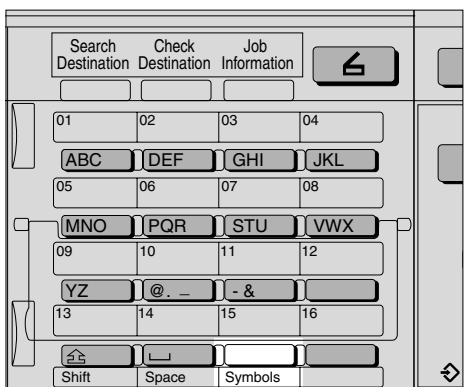 Search Check Job
Destination Destination Information
01 02 03 04
ABC DEF GHI JKL
05 06 07 08
MNO PQR STU VWX
09 10 11 12
YZ @. _ - &
13 14 15 16
Shift Space Symbols